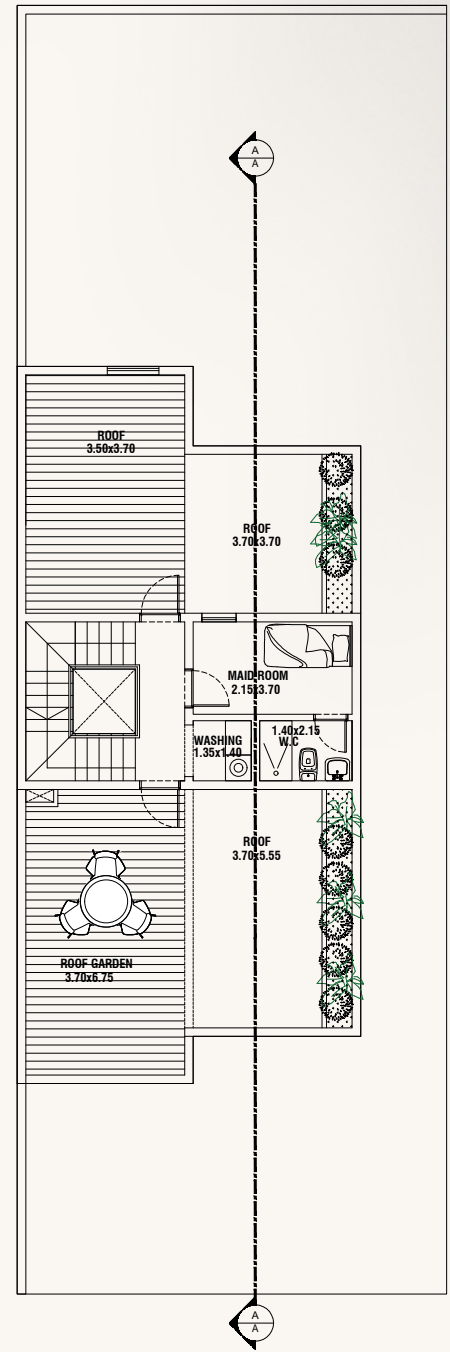 A
A
ROOF
3.50x3.70
ROOF
3.70x3.70
MAID ROOM
2.15x3.70
WASHING
1.35x1.40
1.40x2.15
W.C
ROOF
3.70x5.55
ROOF GARDEN
3.70x6.75
A
A